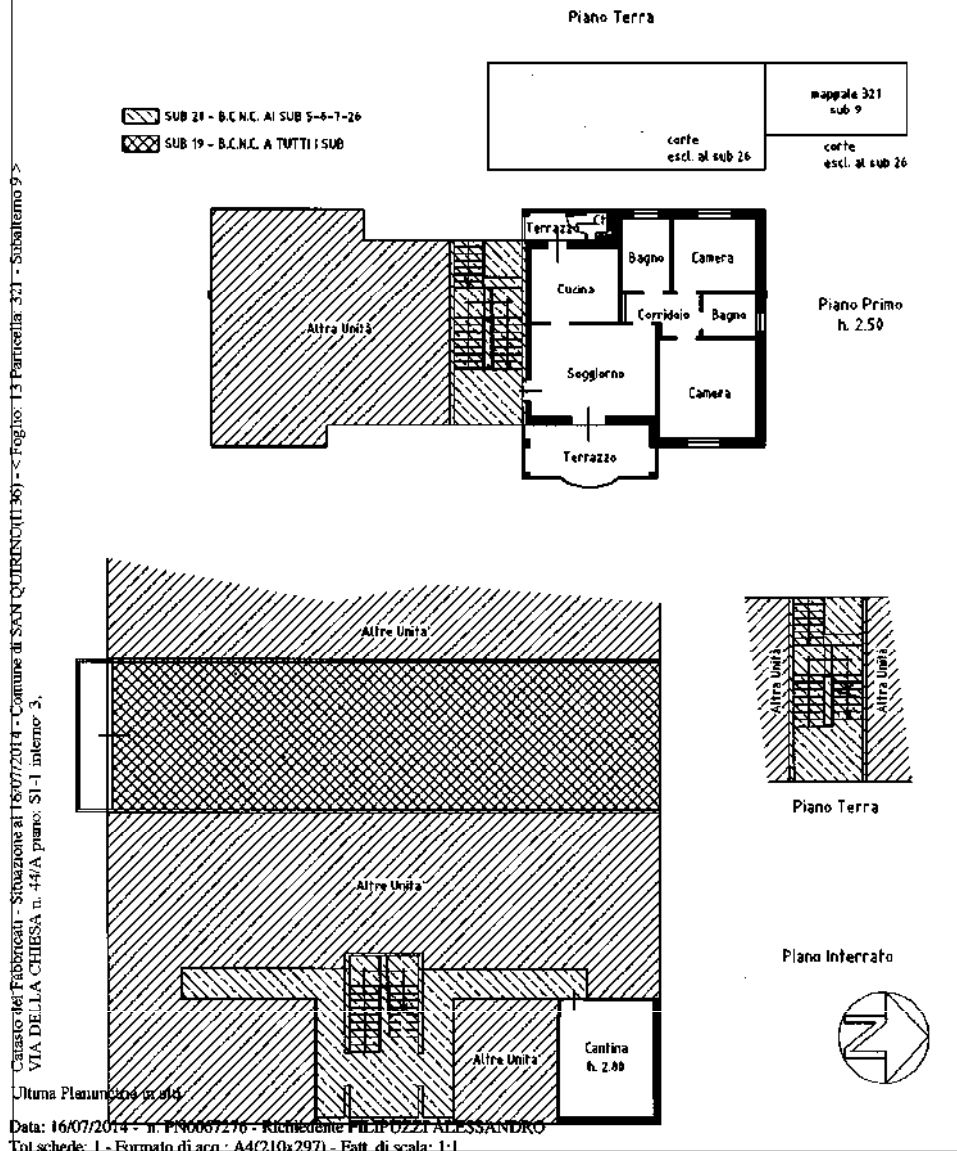 Piano Terra
mappale 321
sub 9
SUB 20 - B.C.N.C. AI SUB 5-6-7-26
SUB 19 - B.C.N.C. A TUTTI I SUB
corte
escl. al sub 26
corte
escl. al sub 26
Terrazzo
Ct
Bagno
Camera
Cucina
Corridoio
Bagno
Piano Primo
h. 2.50
Altra Unità
Soggiorno
Camera
Terrazzo
Altre Unita'
Altra Unità
Altra Unità
Piano Terra
Altre Unita'
Piano Interrato
Altre Unita'
Cantina
h. 2.00
N
Catasto dei Fabbricati - Situazione al 16/07/2014 - Comune di SAN QUIRINO(I136) - < Foglio: 13 Particella: 321 - Subalterno 9 >
VIA DELLA CHIESA n. 44/A piano: S1-1 interno: 3,
Ultima Planimetria in atti
Data: 16/07/2014 - n. PN0067276 - Richiedente FILIPUZZI ALESSANDRO
Tot schede: 1 - Formato di acq.: A4(210x297) - Fatt. di scala: 1:1